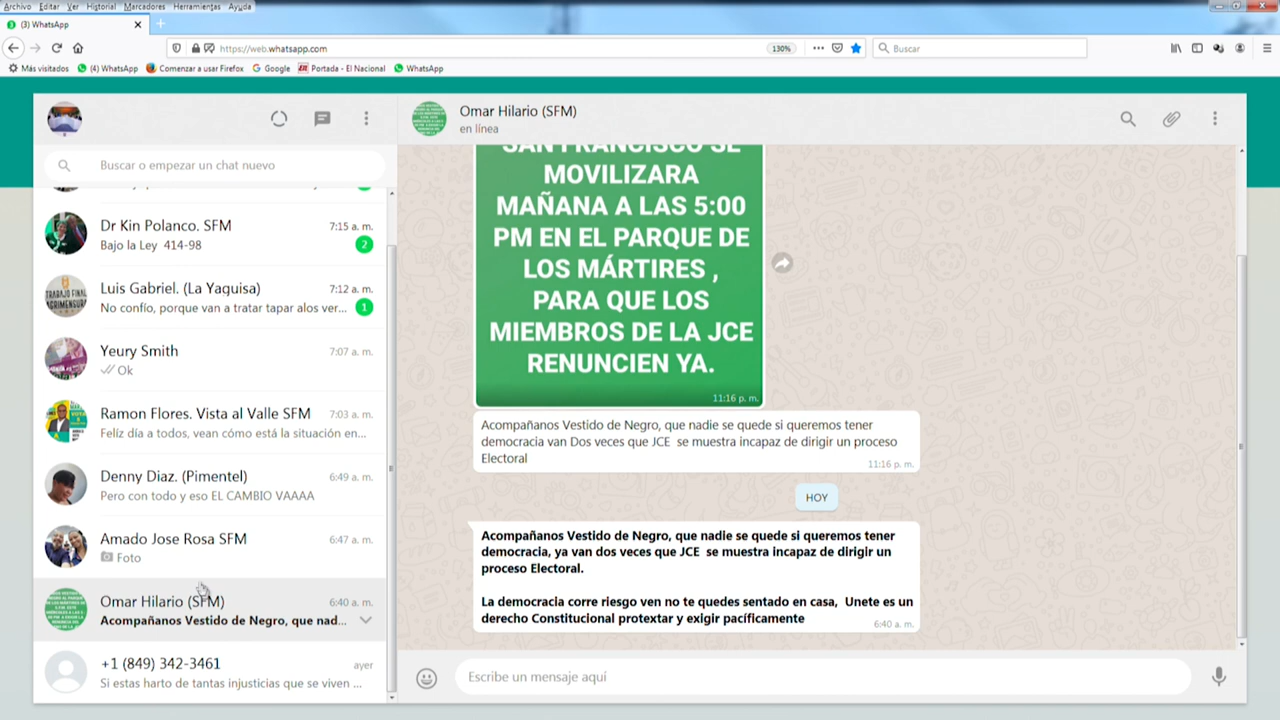 Archivo Editar Ver Historial Marcadores Herramientas Ayuda
(3) WhatsApp
https://web.whatsapp.com
130%
Buscar
Más visitados (4) WhatsApp Comenzar a usar Firefox Google Portada - El Nacional WhatsApp
Buscar o empezar un chat nuevo
Dr Kin Polanco. SFM 7:15 a. m.
Bajo la Ley 414-98 2
Luis Gabriel. (La Yaguisa) 7:12 a. m.
No confío, porque van a tratar tapar alos ver... 1
Yeury Smith 7:07 a. m.
Ok
Ramon Flores. Vista al Valle SFM 7:03 a. m.
Felíz día a todos, vean cómo está la situación en...
Denny Diaz. (Pimentel) 6:49 a. m.
Pero con todo y eso EL CAMBIO VAAAA
Amado Jose Rosa SFM 6:47 a. m.
Foto
Omar Hilario (SFM) 6:40 a. m.
Acompañanos Vestido de Negro, que nad...
+1 (849) 342-3461 ayer
Si estas harto de tantas injusticias que se viven ...
Omar Hilario (SFM)
en línea
SAN FRANCISCO SE
MOVILIZARA
MAÑANA A LAS 5:00
PM EN EL PARQUE DE
LOS MÁRTIRES ,
PARA QUE LOS
MIEMBROS DE LA JCE
RENUNCIEN YA.
11:16 p. m.
Acompañanos Vestido de Negro, que nadie se quede si queremos tener
democracia van Dos veces que JCE se muestra incapaz de dirigir un proceso
Electoral
11:16 p. m.
HOY
Acompañanos Vestido de Negro, que nadie se quede si queremos tener
democracia, ya van dos veces que JCE se muestra incapaz de dirigir un
proceso Electoral.
La democracia corre riesgo ven no te quedes sentado en casa, Unete es un
derecho Constitucional protextar y exigir pacíficamente
6:40 a. m.
Escribe un mensaje aquí